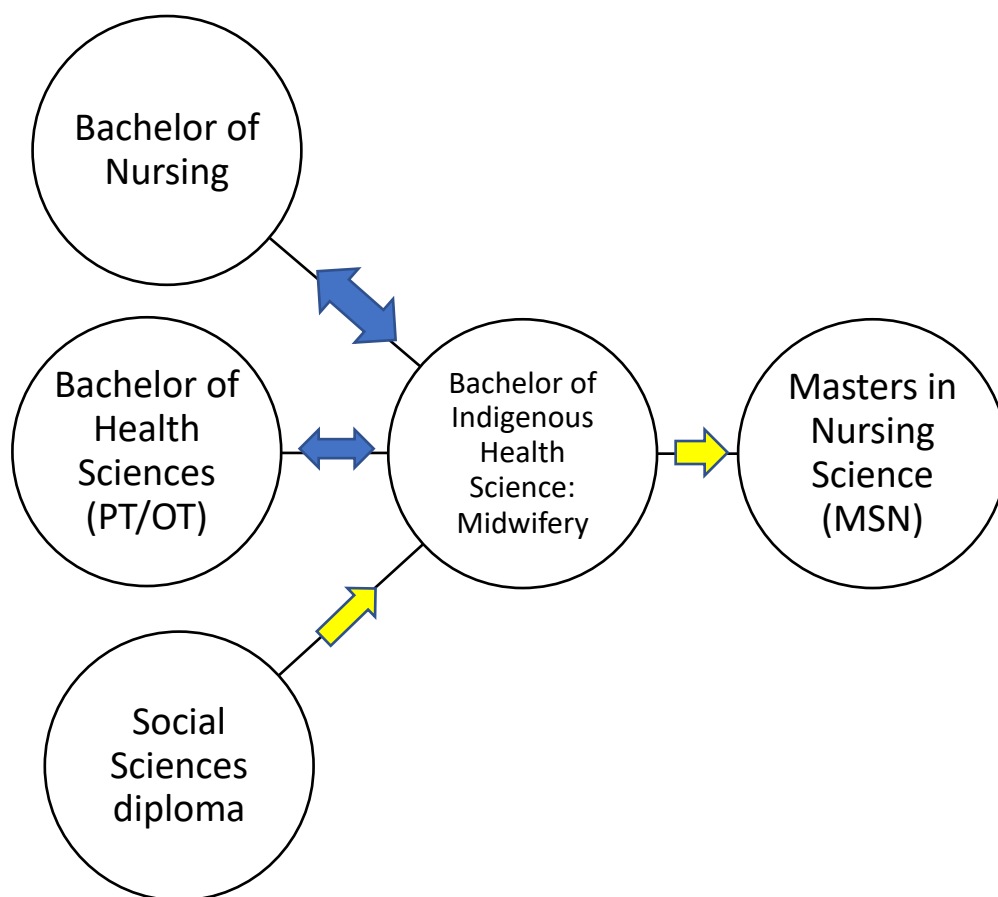 Bachelor of
Nursing
Bachelor of
Health
Sciences
(PT/OT)
Social
Sciences
diploma
Bachelor of
Indigenous
Health
Science:
Midwifery
Masters in
Nursing
Science
(MSN)